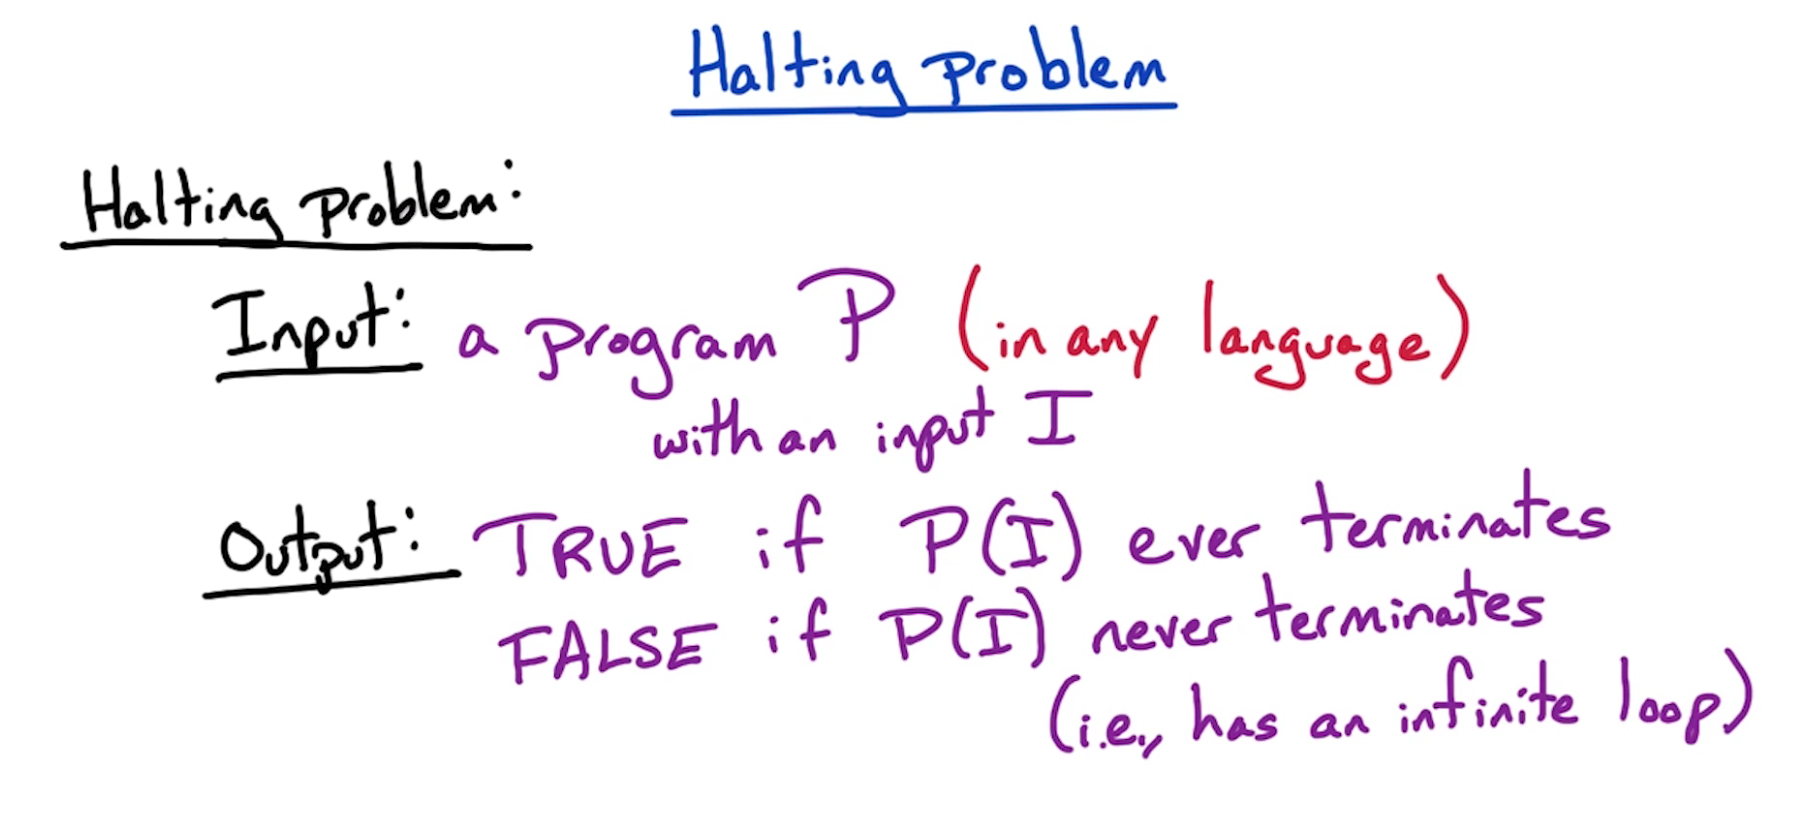 Halting problem
Halting problem:
Input: a program P (in any language)
with an input I
Output: TRUE if P(I) ever terminates
FALSE if P(I) never terminates
(i.e., has an infinite loop)